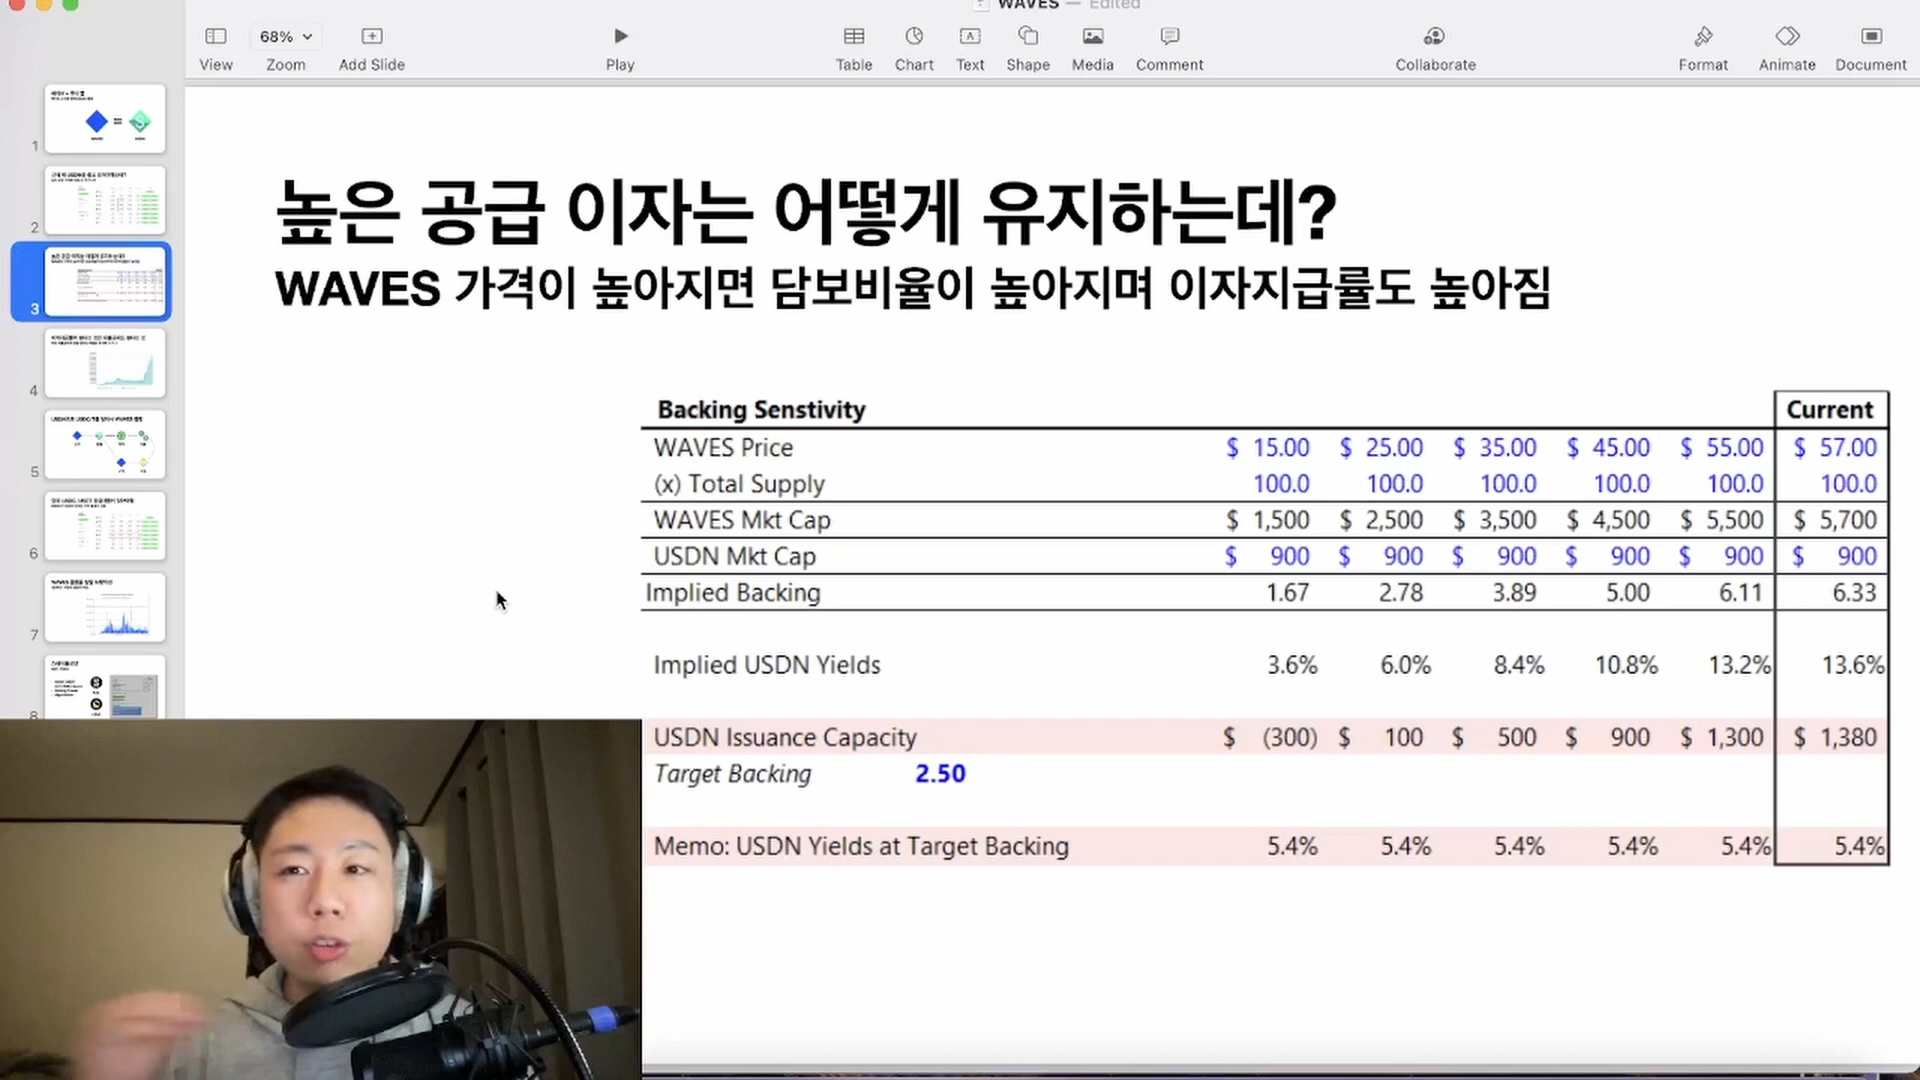 WAVES — Edited
68%
View Zoom Add Slide Play Table Chart Text Shape Media Comment Collaborate Format Animate Document
1
2
3
4
5
6
7
8
높은 공급 이자는 어떻게 유지하는데?
WAVES 가격이 높아지면 담보비율이 높아지며 이자지급률도 높아짐
Backing Senstivity Current
WAVES Price $ 15.00 $ 25.00 $ 35.00 $ 45.00 $ 55.00 $ 57.00
(x) Total Supply 100.0 100.0 100.0 100.0 100.0 100.0
WAVES Mkt Cap $ 1,500 $ 2,500 $ 3,500 $ 4,500 $ 5,500 $ 5,700
USDN Mkt Cap $ 900 $ 900 $ 900 $ 900 $ 900 $ 900
Implied Backing 1.67 2.78 3.89 5.00 6.11 6.33
Implied USDN Yields 3.6% 6.0% 8.4% 10.8% 13.2% 13.6%
USDN Issuance Capacity $ (300) $ 100 $ 500 $ 900 $ 1,300 $ 1,380
Target Backing 2.50
Memo: USDN Yields at Target Backing 5.4% 5.4% 5.4% 5.4% 5.4% 5.4%